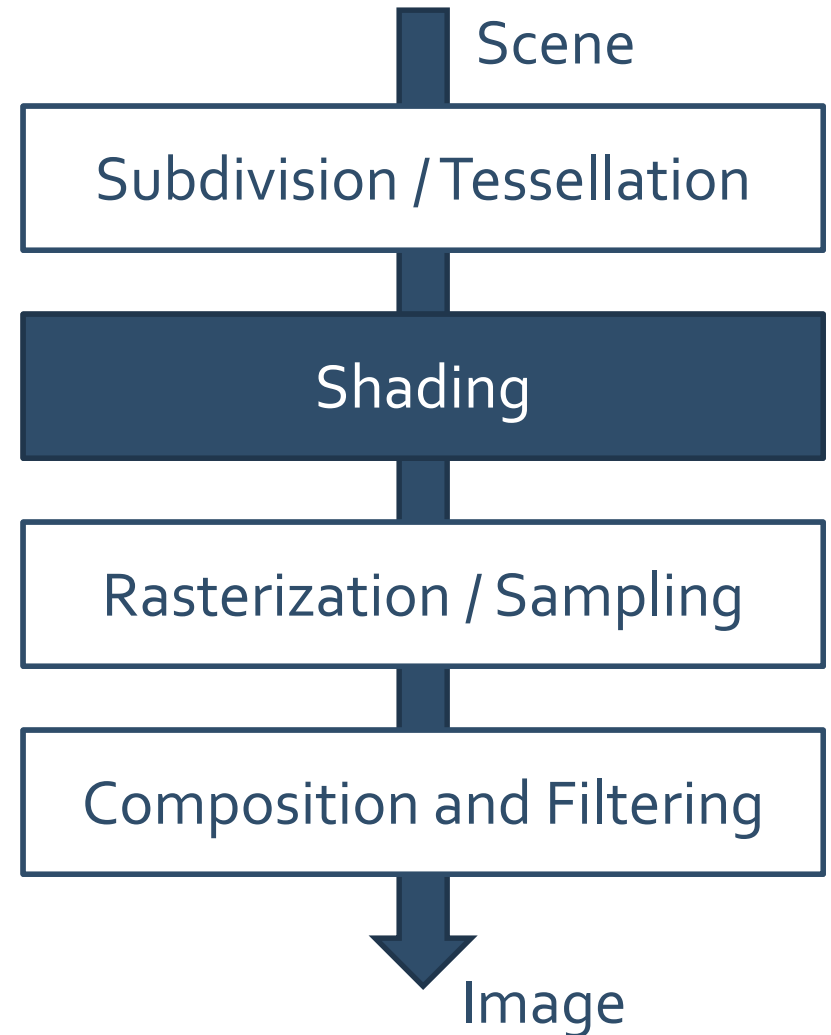 Scene
Subdivision / Tessellation
Shading
Rasterization / Sampling
Composition and Filtering
Image